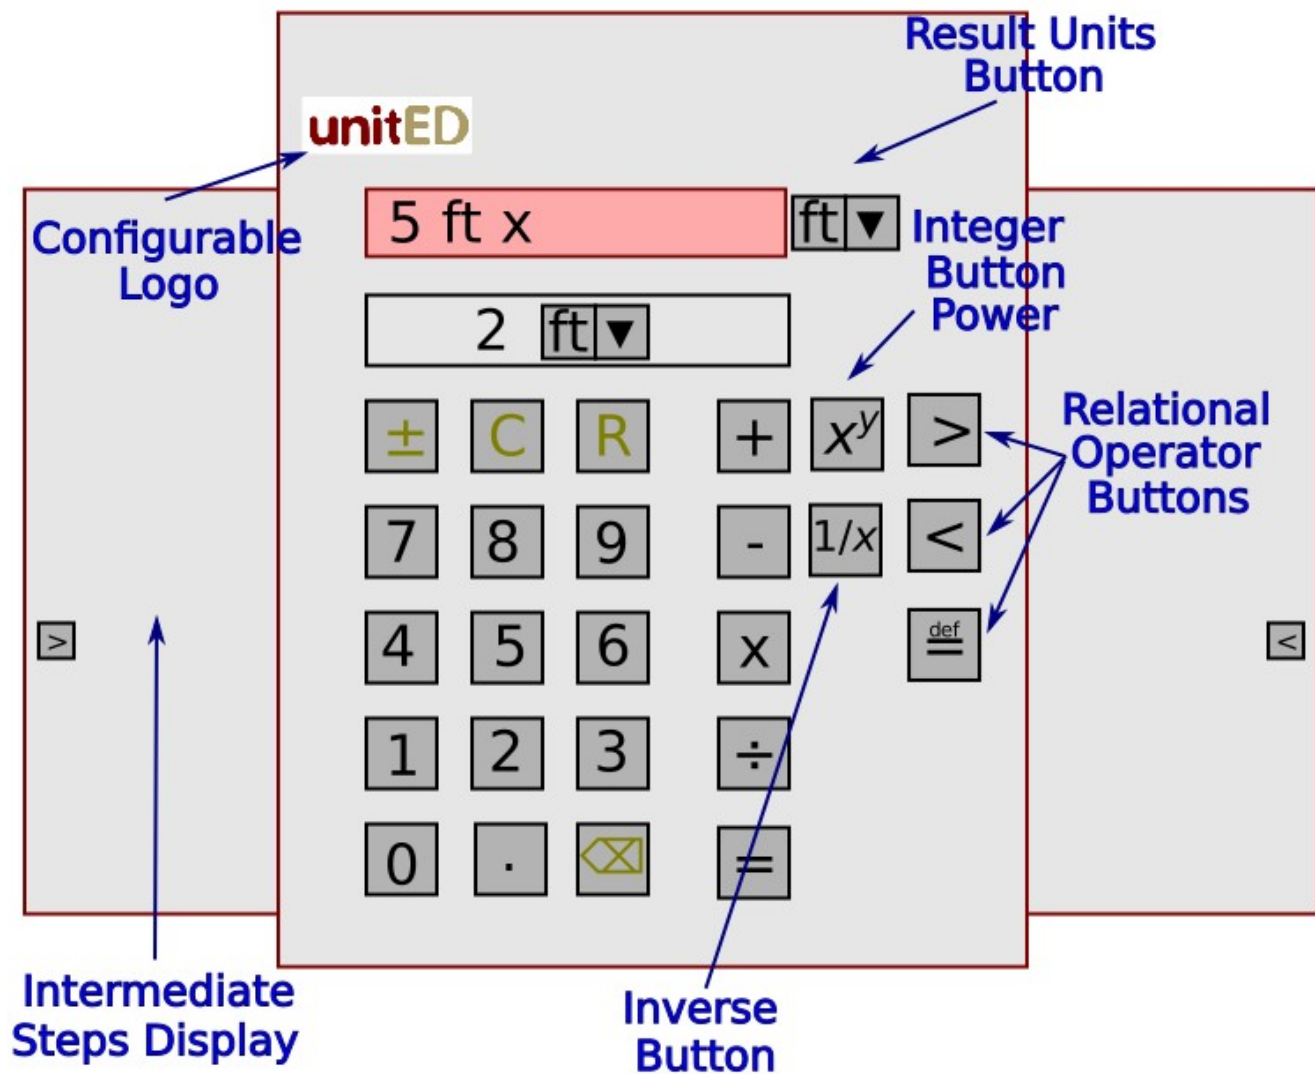 Result Units
Button
unitED
Configurable
Logo
5 ft x
ft ▼
Integer
Button
Power
2 ft ▼
± C R + xʸ >
Relational
Operator
Buttons
7 8 9 - 1/x <
4 5 6 x def =
> <
1 2 3 ÷
0 . ⌫ =
Intermediate
Steps Display
Inverse
Button